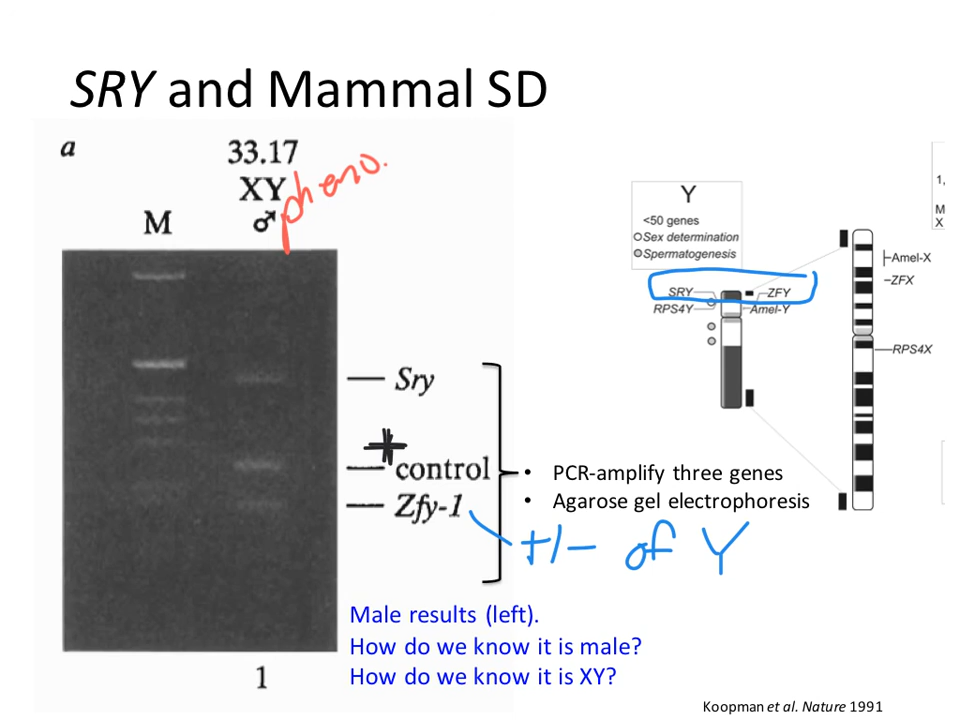 SRY and Mammal SD
a
33.17
XY
♂
pheno.
M
Sry
+
control
Zfy-1
1
Y
<50 genes
Sex determination
Spermatogenesis
SRY
ZFY
RPS4Y
Amel-Y
Amel-X
ZFX
RPS4X
1,
M
X
• PCR-amplify three genes
• Agarose gel electrophoresis
+/- of Y
Male results (left).
How do we know it is male?
How do we know it is XY?
Koopman et al. Nature 1991